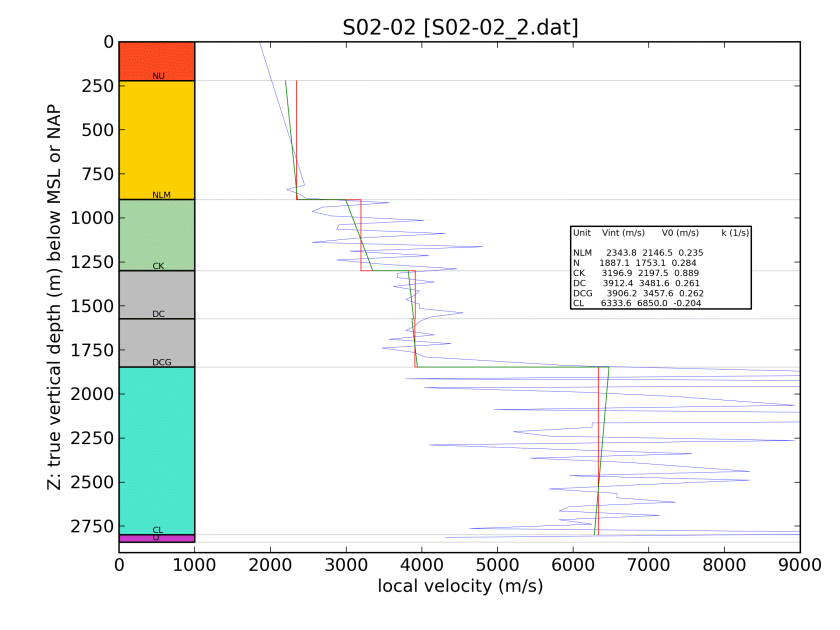 S02-02 [S02-02_2.dat]
Z: true vertical depth (m) below MSL or NAP
0
250
500
750
1000
1250
1500
1750
2000
2250
2500
2750
NU
NLM
CK
DC
DCG
CL
O
Unit Vint (m/s) V0 (m/s) k (1/s)
NLM 2343.8 2146.5 0.235
N 1887.1 1753.1 0.284
CK 3196.9 2197.5 0.889
DC 3912.4 3481.6 0.261
DCG 3906.2 3457.6 0.262
CL 6333.6 6850.0 -0.204
0 1000 2000 3000 4000 5000 6000 7000 8000 9000
local velocity (m/s)